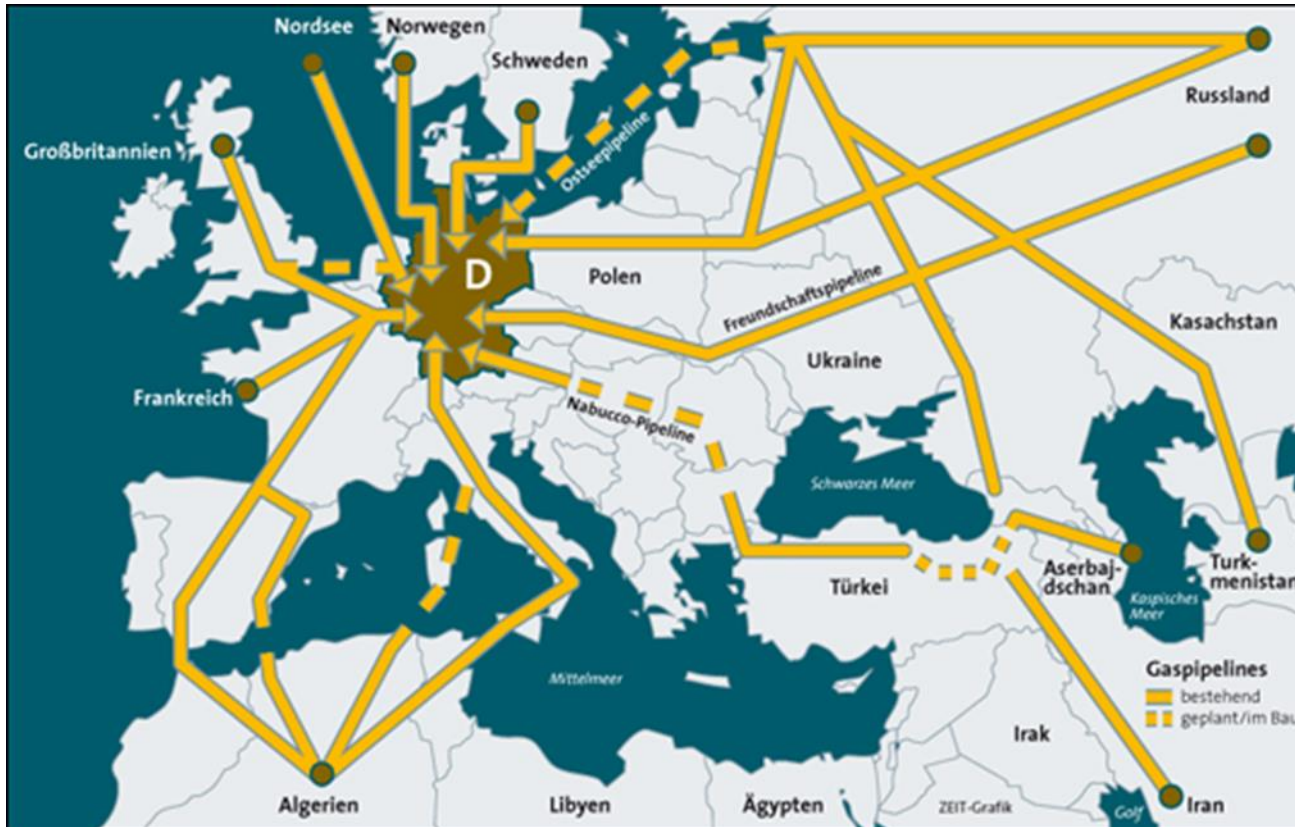 Nordsee
Norwegen
Schweden
Russland
Großbritannien
Ostseepipeline
D
Polen
Freundschaftspipeline
Kasachstan
Ukraine
Frankreich
Nabucco-Pipeline
Schwarzes Meer
Türkei
Aserbaj-
dschan
Turk-
menistan
Kaspisches
Meer
Mittelmeer
Gaspipelines
bestehend
geplant/im Bau
Irak
Algerien
Libyen
Ägypten
ZEIT-Grafik
Golf
Iran